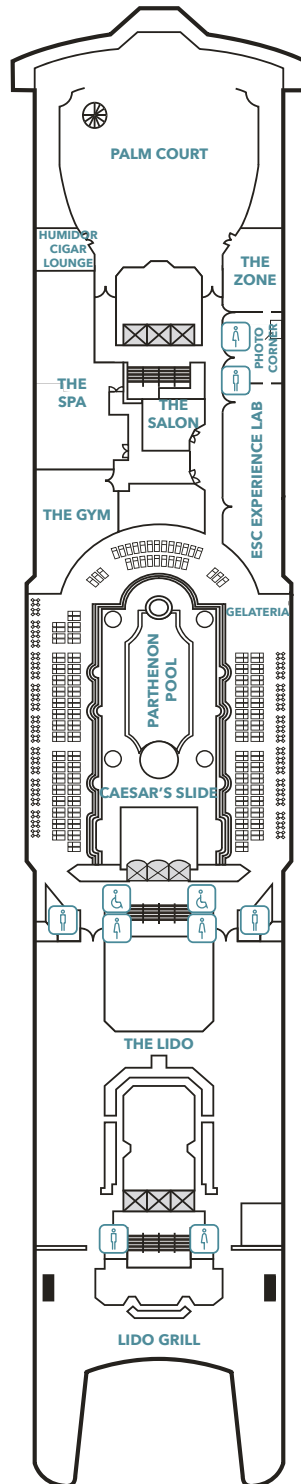 PALM COURT
HUMIDOR
CIGAR
LOUNGE
THE
ZONE
PHOTO
CORNER
THE
SPA
THE
SALON
ESC EXPERIENCE LAB
THE GYM
GELATERIA
PARTHENON
POOL
CAESAR'S SLIDE
THE LIDO
LIDO GRILL